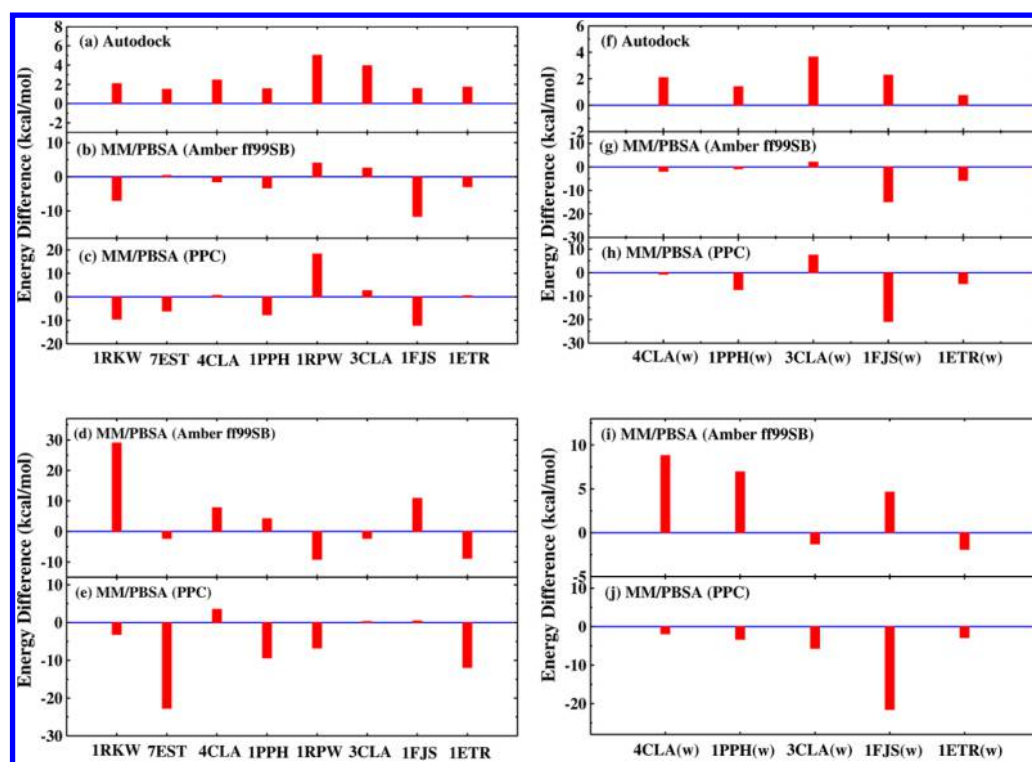 Energy Difference (kcal/mol)
(a) Autodock
8
6
4
2
0
-2
(b) MM/PBSA (Amber ff99SB)
10
0
-10
(c) MM/PBSA (PPC)
20
10
0
-10
-20
1RKW 7EST 4CLA 1PPH 1RPW 3CLA 1FJS 1ETR
Energy Difference (kcal/mol)
(f) Autodock
6
4
2
0
-2
(g) MM/PBSA (Amber ff99SB)
10
0
-10
-20
-30
(h) MM/PBSA (PPC)
10
0
-10
-20
-30
4CLA(w) 1PPH(w) 3CLA(w) 1FJS(w) 1ETR(w)
Energy Difference (kcal/mol)
(d) MM/PBSA (Amber ff99SB)
30
20
10
0
-10
(e) MM/PBSA (PPC)
10
0
-10
-20
-30
1RKW 7EST 4CLA 1PPH 1RPW 3CLA 1FJS 1ETR
Energy Difference (kcal/mol)
(i) MM/PBSA (Amber ff99SB)
10
5
0
-5
(j) MM/PBSA (PPC)
10
0
-10
-20
4CLA(w) 1PPH(w) 3CLA(w) 1FJS(w) 1ETR(w)